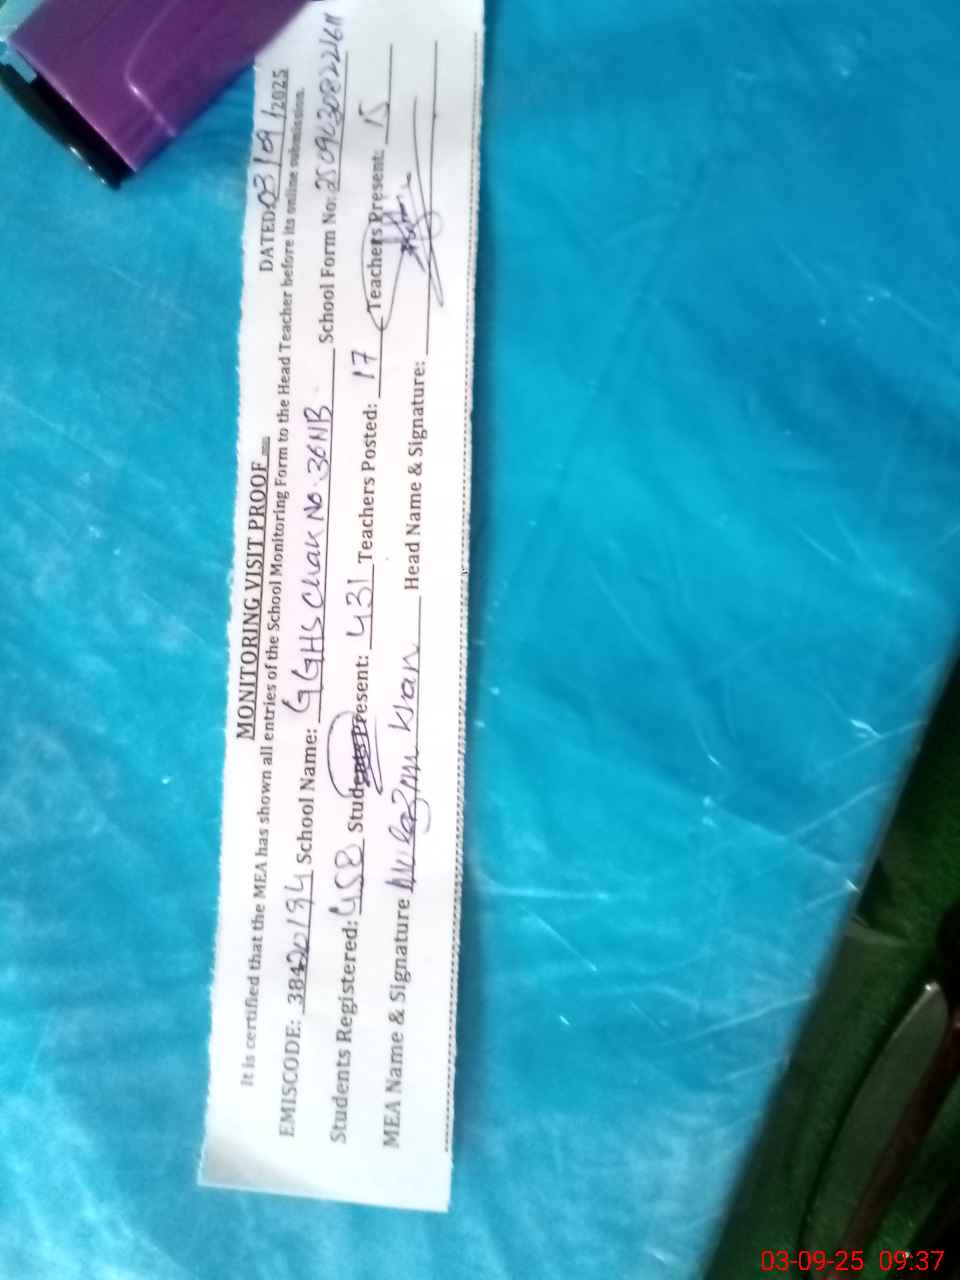 MONITORING VISIT PROOF DATED: 03/09/2025
It is certified that the MEA has shown all entries of the School Monitoring Form to the Head Teacher before its online submission.
EMISCODE: 38420194 School Name: GGHS Chak No. 36NB School Form No:
Students Registered: 458 Students Present: 431 Teachers Posted: 17 Teachers Present: 15
MEA Name & Signature Khan Head Name & Signature:
03-09-25 09:37